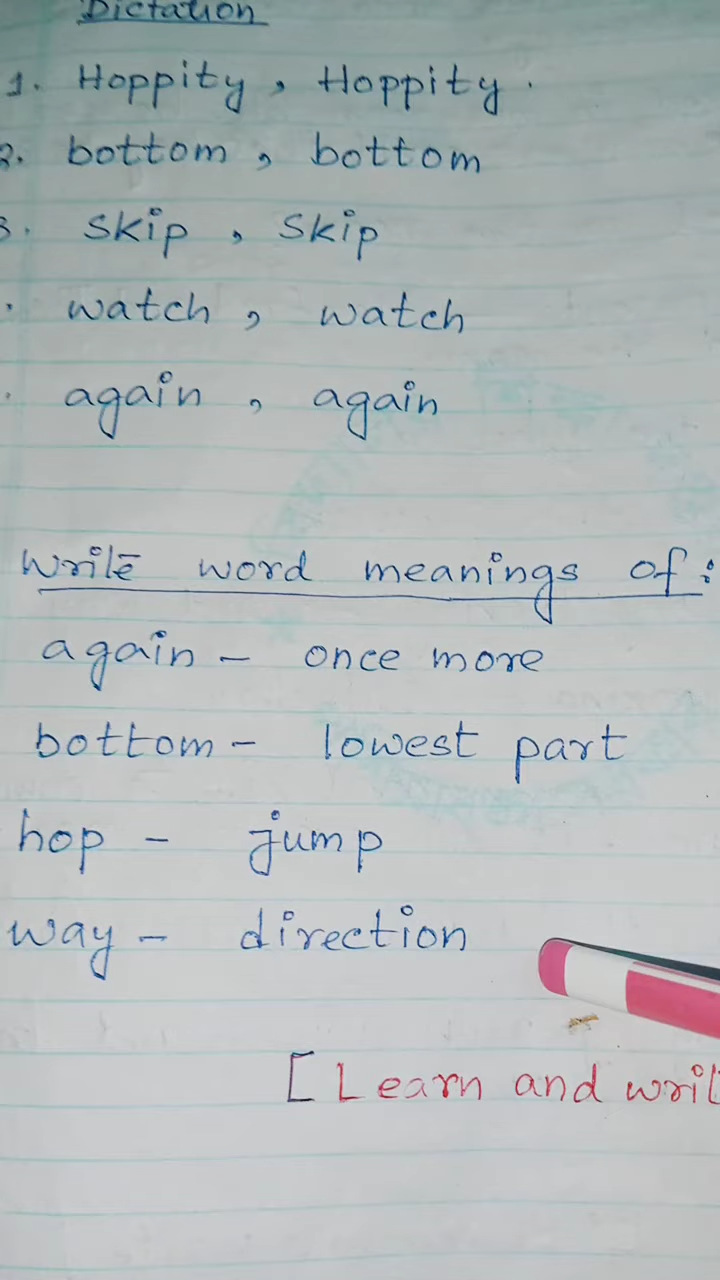 Dictation
1. Hoppity, Hoppity.
2. bottom, bottom
3. skip, skip
. watch, watch
. again, again
Write word meanings of:
again - once more
bottom - lowest part
hop - jump
way - direction
[Learn and